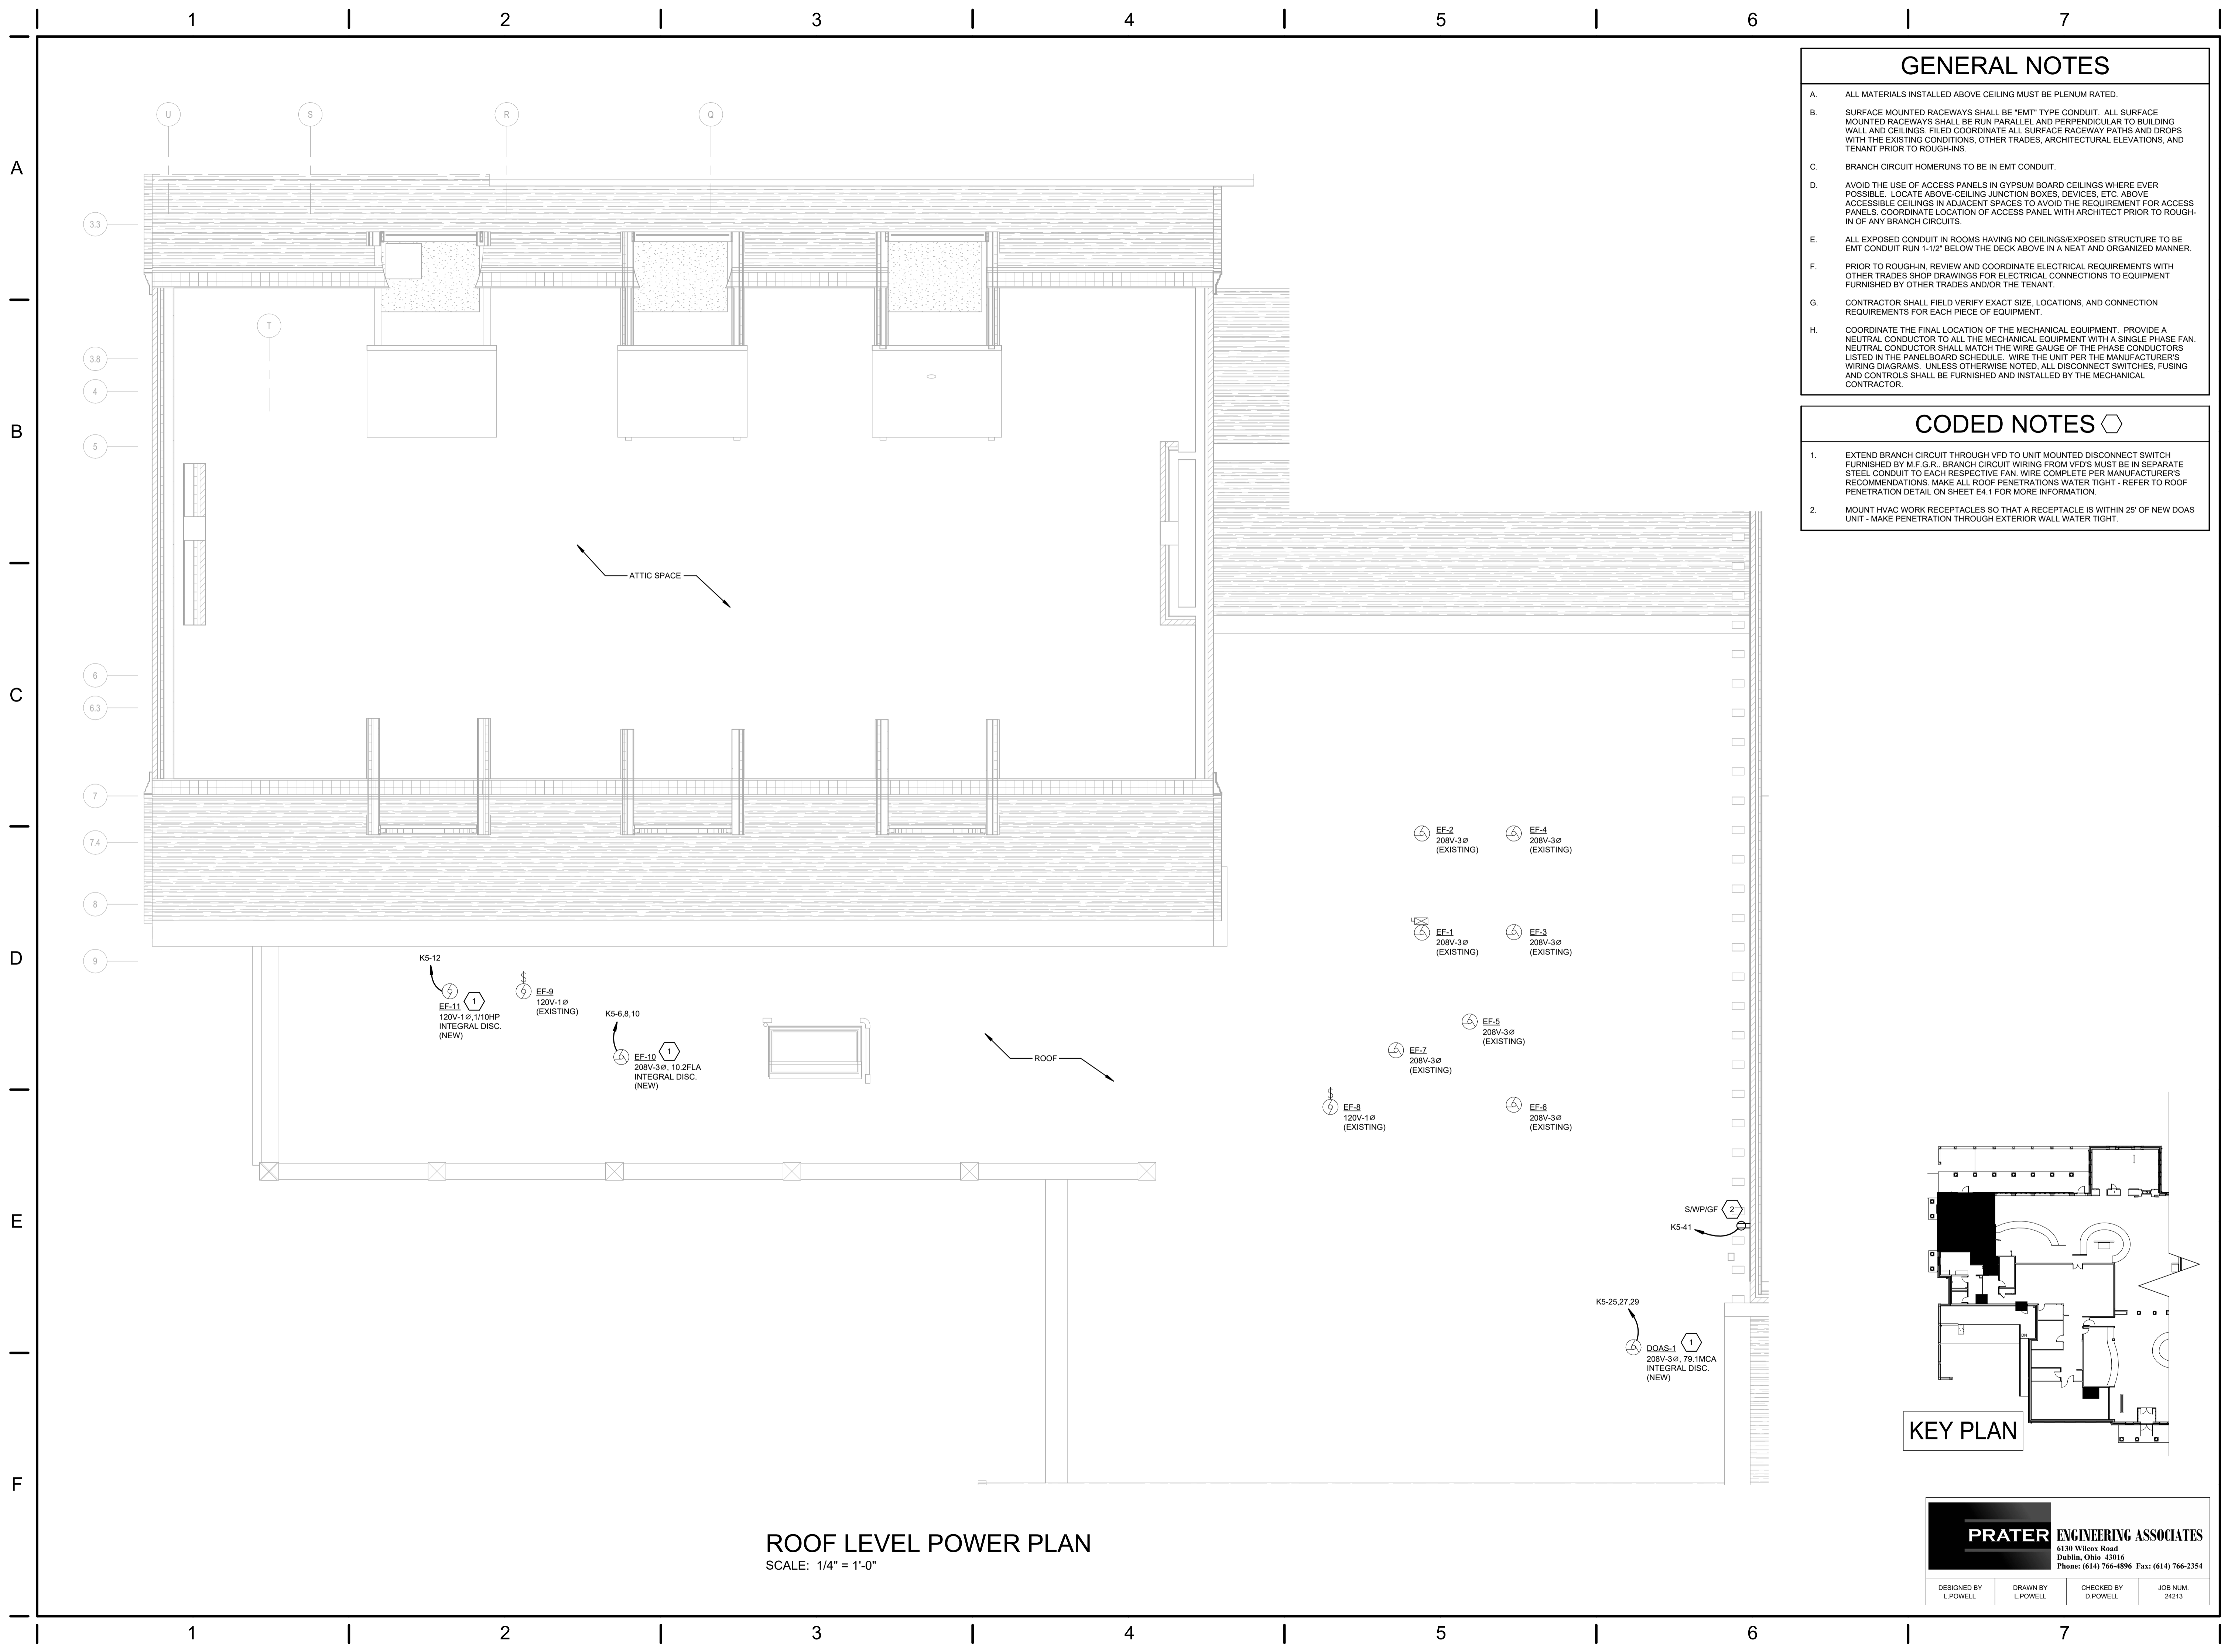 1 2 3 4 5 6 7
A
B
C
D
E
F
U S R Q
T
3.3
3.8
4
5
6
6.3
7
7.4
8
9
ATTIC SPACE
EF-2
208V-3Ø
(EXISTING)
EF-4
208V-3Ø
(EXISTING)
EF-1
208V-3Ø
(EXISTING)
EF-3
208V-3Ø
(EXISTING)
K5-12
EF-11
1
120V-1Ø,1/10HP
INTEGRAL DISC.
(NEW)
$
EF-9
120V-1Ø
(EXISTING)
K5-6,8,10
EF-10
1
208V-3Ø, 10.2FLA
INTEGRAL DISC.
(NEW)
ROOF
EF-5
208V-3Ø
(EXISTING)
EF-7
208V-3Ø
(EXISTING)
$
EF-8
120V-1Ø
(EXISTING)
EF-6
208V-3Ø
(EXISTING)
S/WP/GF 2
K5-41
K5-25,27,29
DOAS-1
1
208V-3Ø, 79.1MCA
INTEGRAL DISC.
(NEW)
ROOF LEVEL POWER PLAN
SCALE: 1/4" = 1'-0"
GENERAL NOTES
A. ALL MATERIALS INSTALLED ABOVE CEILING MUST BE PLENUM RATED.
B. SURFACE MOUNTED RACEWAYS SHALL BE "EMT" TYPE CONDUIT. ALL SURFACE
MOUNTED RACEWAYS SHALL BE RUN PARALLEL AND PERPENDICULAR TO BUILDING
WALL AND CEILINGS. FILED COORDINATE ALL SURFACE RACEWAY PATHS AND DROPS
WITH THE EXISTING CONDITIONS, OTHER TRADES, ARCHITECTURAL ELEVATIONS, AND
TENANT PRIOR TO ROUGH-INS.
C. BRANCH CIRCUIT HOMERUNS TO BE IN EMT CONDUIT.
D. AVOID THE USE OF ACCESS PANELS IN GYPSUM BOARD CEILINGS WHERE EVER
POSSIBLE. LOCATE ABOVE-CEILING JUNCTION BOXES, DEVICES, ETC. ABOVE
ACCESSIBLE CEILINGS IN ADJACENT SPACES TO AVOID THE REQUIREMENT FOR ACCESS
PANELS. COORDINATE LOCATION OF ACCESS PANEL WITH ARCHITECT PRIOR TO ROUGH-
IN OF ANY BRANCH CIRCUITS.
E. ALL EXPOSED CONDUIT IN ROOMS HAVING NO CEILINGS/EXPOSED STRUCTURE TO BE
EMT CONDUIT RUN 1-1/2" BELOW THE DECK ABOVE IN A NEAT AND ORGANIZED MANNER.
F. PRIOR TO ROUGH-IN, REVIEW AND COORDINATE ELECTRICAL REQUIREMENTS WITH
OTHER TRADES SHOP DRAWINGS FOR ELECTRICAL CONNECTIONS TO EQUIPMENT
FURNISHED BY OTHER TRADES AND/OR THE TENANT.
G. CONTRACTOR SHALL FIELD VERIFY EXACT SIZE, LOCATIONS, AND CONNECTION
REQUIREMENTS FOR EACH PIECE OF EQUIPMENT.
H. COORDINATE THE FINAL LOCATION OF THE MECHANICAL EQUIPMENT. PROVIDE A
NEUTRAL CONDUCTOR TO ALL THE MECHANICAL EQUIPMENT WITH A SINGLE PHASE FAN.
NEUTRAL CONDUCTOR SHALL MATCH THE WIRE GAUGE OF THE PHASE CONDUCTORS
LISTED IN THE PANELBOARD SCHEDULE. WIRE THE UNIT PER THE MANUFACTURER'S
WIRING DIAGRAMS. UNLESS OTHERWISE NOTED, ALL DISCONNECT SWITCHES, FUSING
AND CONTROLS SHALL BE FURNISHED AND INSTALLED BY THE MECHANICAL
CONTRACTOR.
CODED NOTES
1. EXTEND BRANCH CIRCUIT THROUGH VFD TO UNIT MOUNTED DISCONNECT SWITCH
FURNISHED BY M.F.G.R.. BRANCH CIRCUIT WIRING FROM VFD'S MUST BE IN SEPARATE
STEEL CONDUIT TO EACH RESPECTIVE FAN. WIRE COMPLETE PER MANUFACTURER'S
RECOMMENDATIONS. MAKE ALL ROOF PENETRATIONS WATER TIGHT - REFER TO ROOF
PENETRATION DETAIL ON SHEET E4.1 FOR MORE INFORMATION.
2. MOUNT HVAC WORK RECEPTACLES SO THAT A RECEPTACLE IS WITHIN 25' OF NEW DOAS
UNIT - MAKE PENETRATION THROUGH EXTERIOR WALL WATER TIGHT.
KEY PLAN
PRATER ENGINEERING ASSOCIATES
6130 Wilcox Road
Dublin, Ohio 43016
Phone: (614) 766-4896 Fax: (614) 766-2354
DESIGNED BY
L.POWELL
DRAWN BY
L.POWELL
CHECKED BY
D.POWELL
JOB NUM.
24213
1 2 3 4 5 6 7